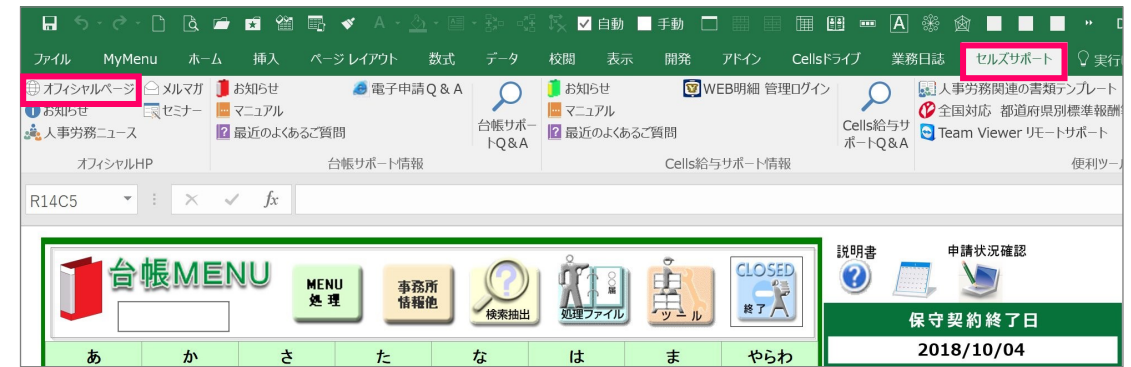 自動 手動
ファイル MyMenu ホーム 挿入 ページ レイアウト 数式 データ 校閲 表示 開発 アドイン Cellsドライブ 業務日誌 セルズサポート 実行
オフィシャルページ メルマガ お知らせ 電子申請Q & A お知らせ WEB明細 管理ログイン 人事労務関連の書類テンプレート
お知らせ セミナー マニュアル マニュアル 全国対応 都道府県別標準報酬
人事労務ニュース 最近のよくあるご質問 台帳サポートQ&A 最近のよくあるご質問 Cells給与サポートQ&A Team Viewer リモートサポート
オフィシャルHP 台帳サポート情報 Cells給与サポート情報 便利ツー
R14C5 fx
台帳MENU MENU処理 事務所情報他 検索抽出 処理ファイル ツール CLOSED 終了 説明書 申請状況確認
保守契約終了日
あ か さ た な は ま やらわ 2018/10/04